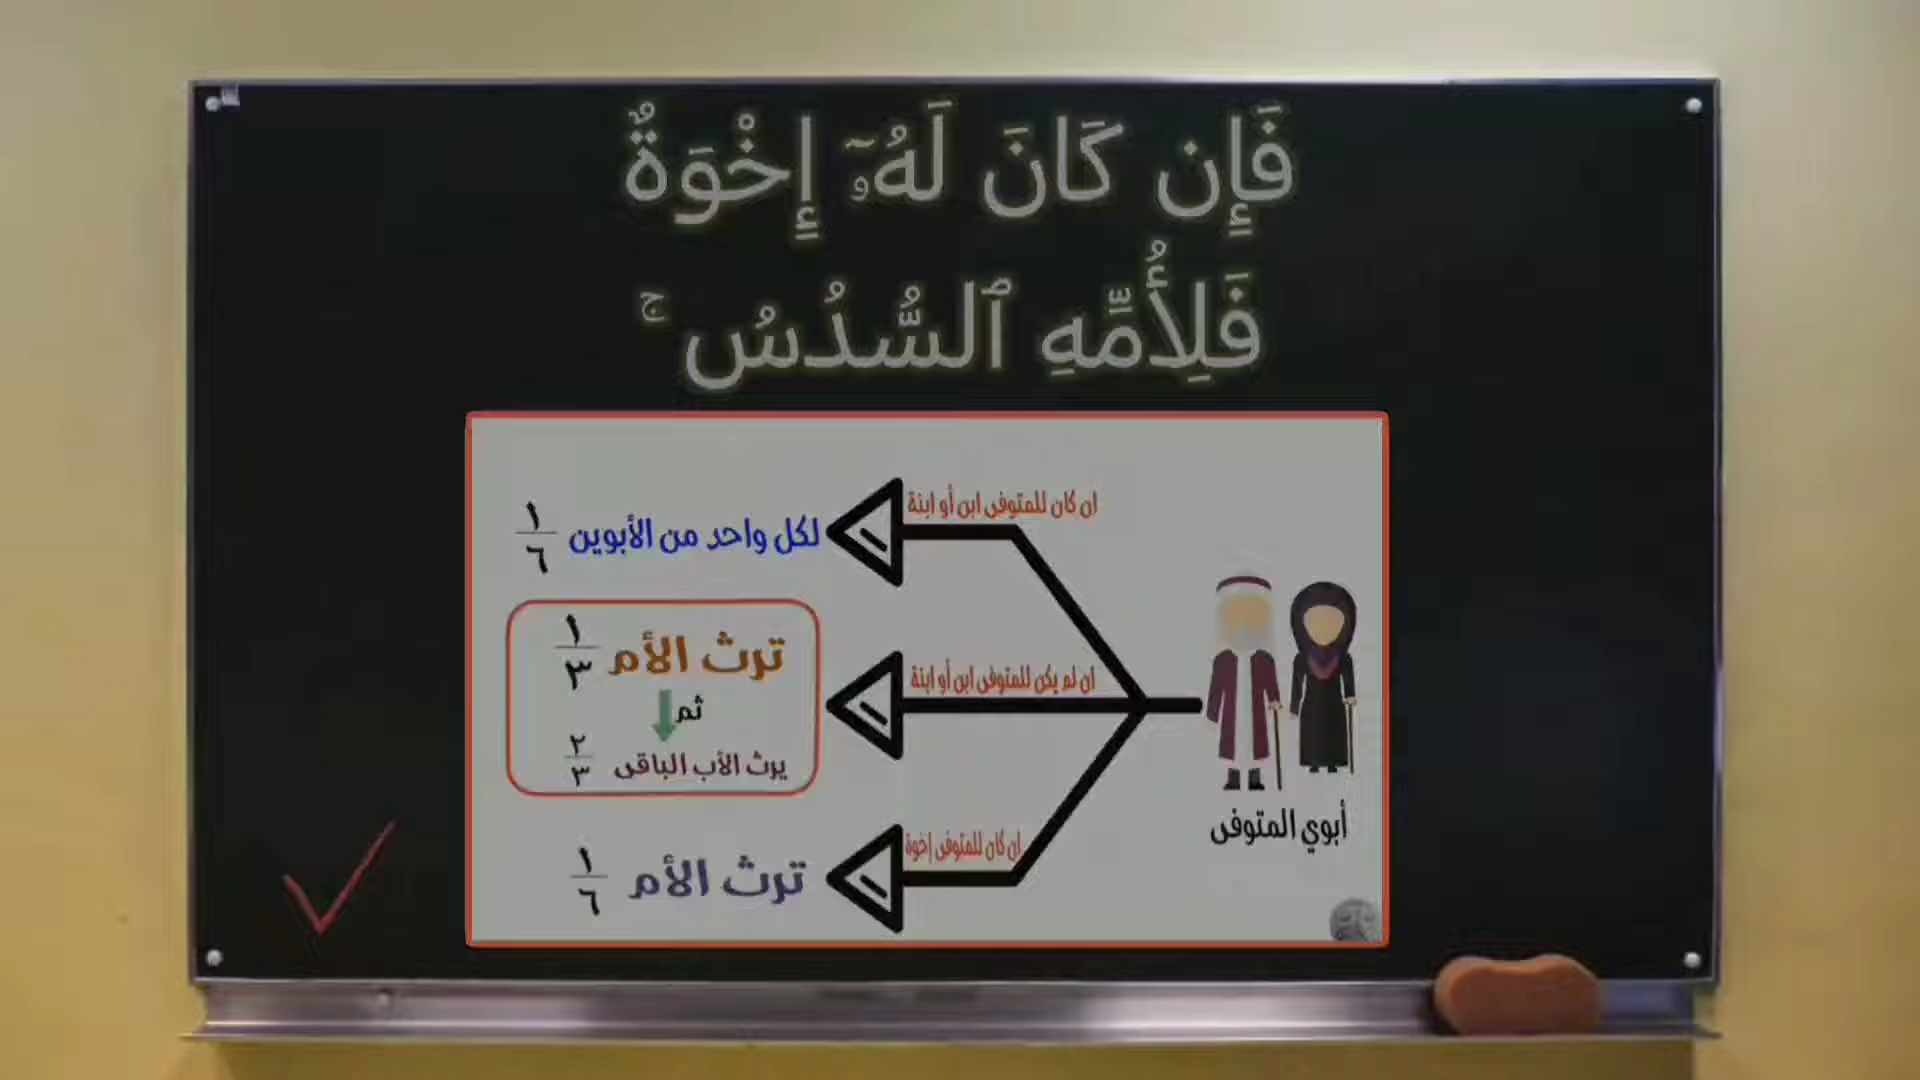 فَإِن كَانَ لَهُۥٓ إِخْوَةٌ
فَلِأُمِّهِ ٱلسُّدُسُ ۚ
ان كان للمتوفى ابن أو ابنة
لكل واحد من الأبوين ١/٦
ان لم يكن للمتوفى ابن أو ابنة
ترث الأم ١/٣
ثم
يرث الأب الباقى ٢/٣
أبوي المتوفى
ان كان للمتوفى إخوة
ترث الأم ١/٦